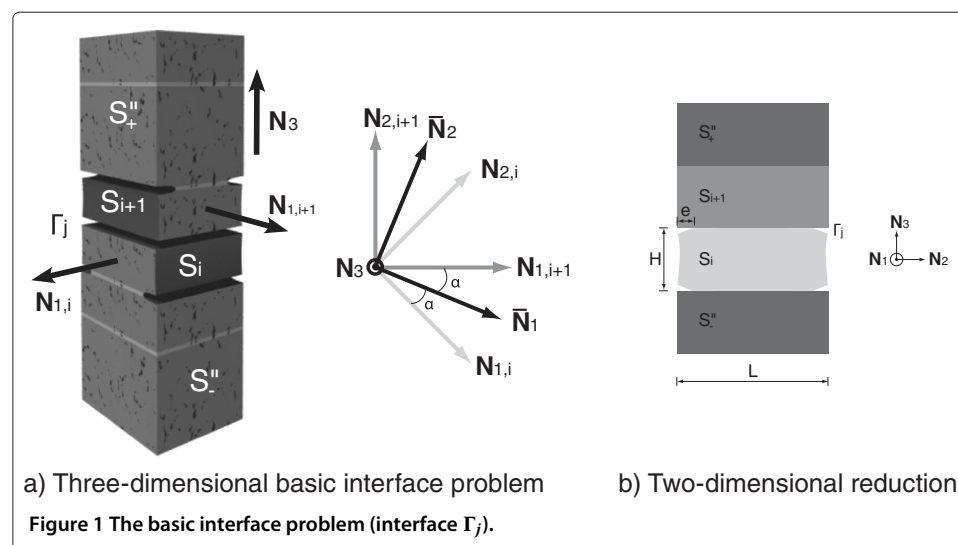 S"+
N3
Si+1
N1,i+1
Γj
Si
N1,i
S"-
N2,i+1
N̄2
N2,i
N3
N1,i+1
α
α
N̄1
N1,i
S"+
Si+1
e
Γj
H
Si
N3
N1
N2
S"-
L
a) Three-dimensional basic interface problem
b) Two-dimensional reduction
Figure 1 The basic interface problem (interface Γj).